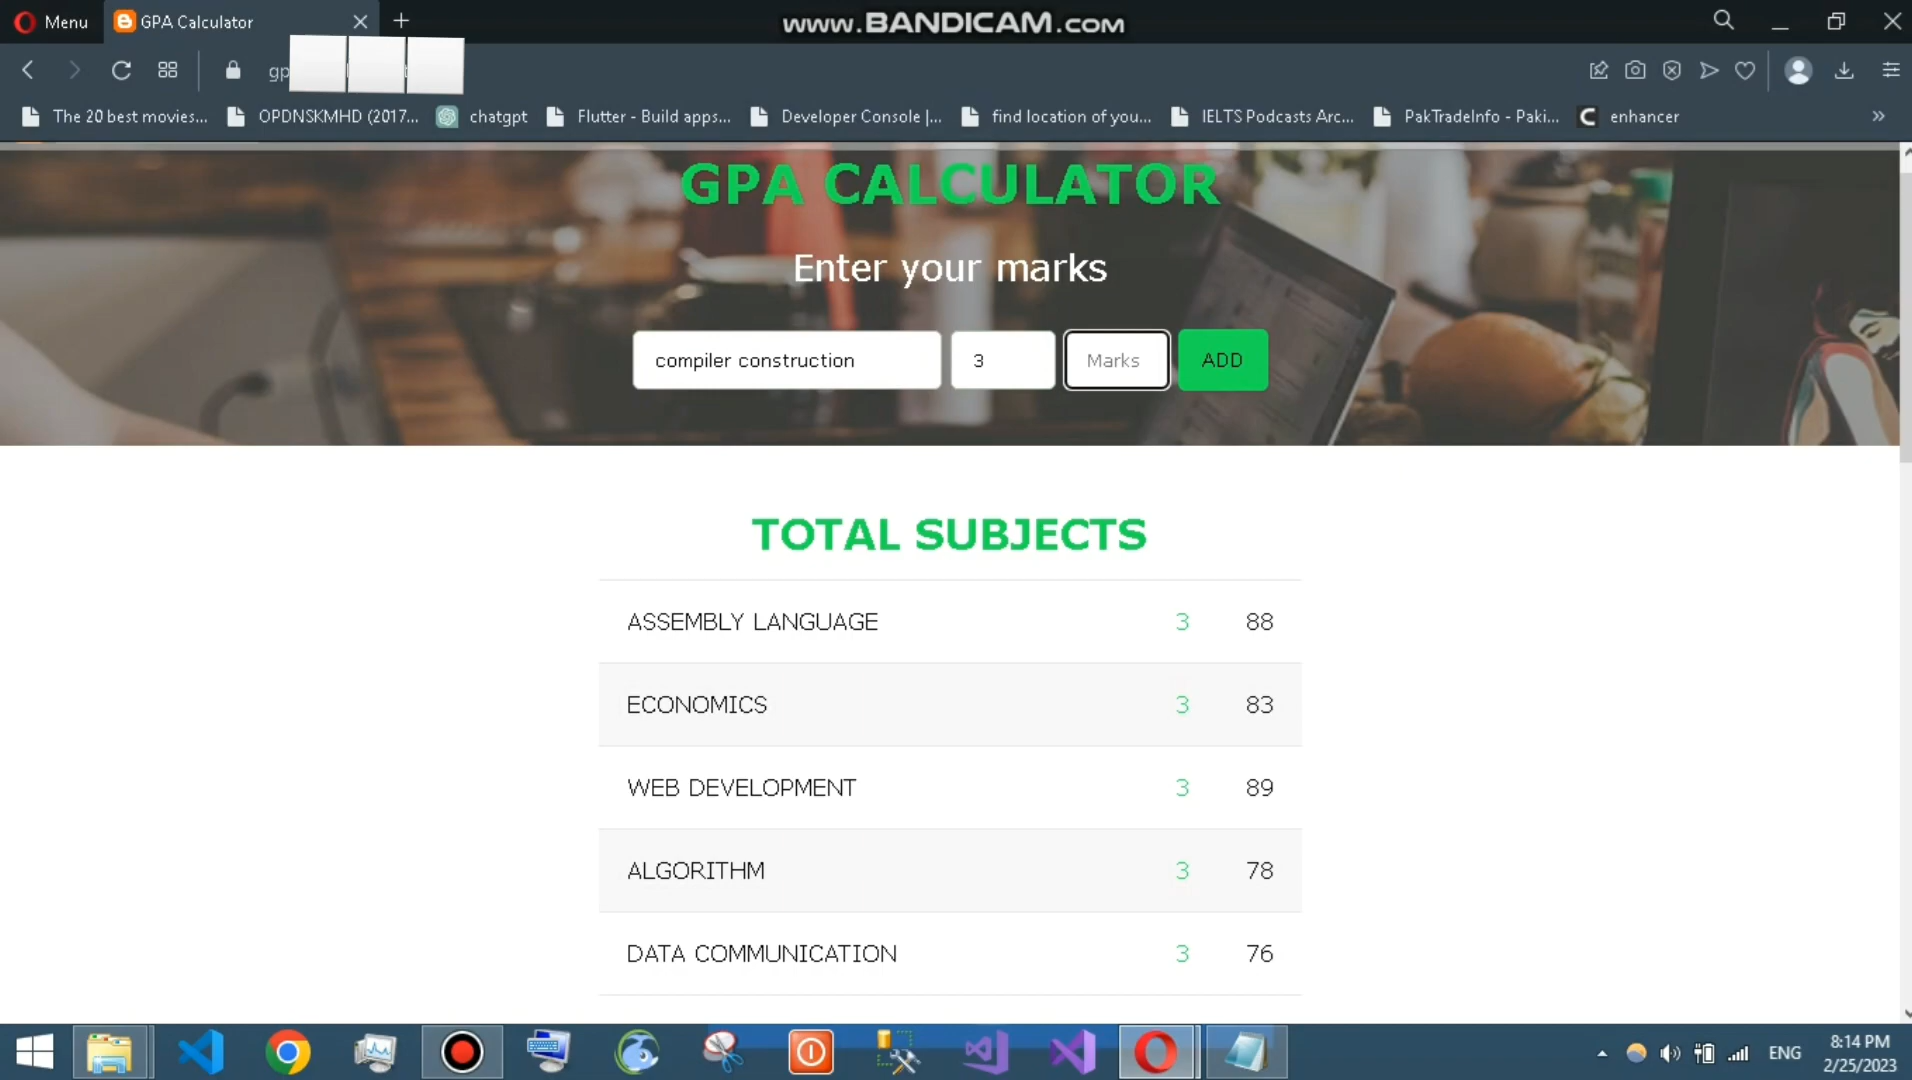 Menu
GPA Calculator
www.BANDICAM.com
gp
The 20 best movies...
OPDNSKMHD (2017...
chatgpt
Flutter - Build apps...
Developer Console |...
find location of you...
IELTS Podcasts Arc...
PakTradeInfo - Paki...
enhancer
GPA CALCULATOR
Enter your marks
compiler construction 3 Marks ADD
TOTAL SUBJECTS
ASSEMBLY LANGUAGE 3 88
ECONOMICS 3 83
WEB DEVELOPMENT 3 89
ALGORITHM 3 78
DATA COMMUNICATION 3 76
ENG
8:14 PM
2/25/2023